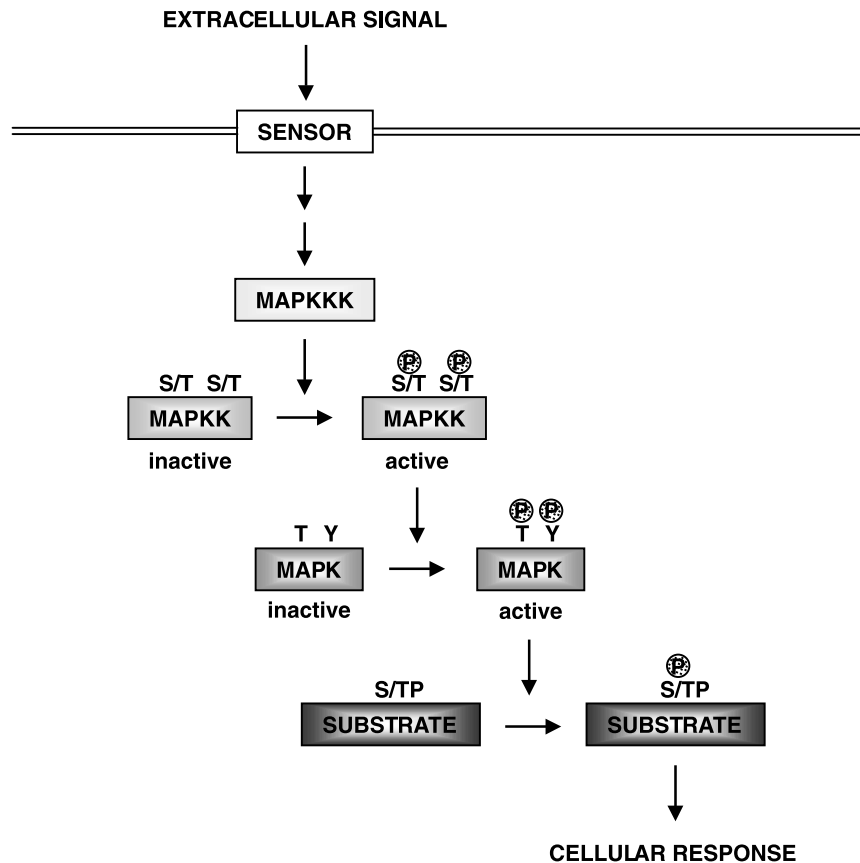 EXTRACELLULAR SIGNAL
SENSOR
MAPKKK
P P
S/T S/T S/T S/T
MAPKK MAPKK
inactive active
P P
T Y T Y
MAPK MAPK
inactive active
P
S/TP S/TP
SUBSTRATE SUBSTRATE
CELLULAR RESPONSE